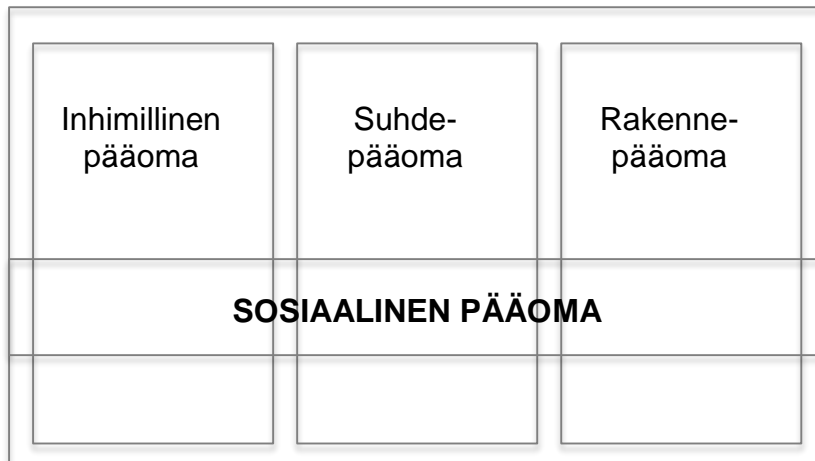 Inhimillinen
pääoma
Suhde-
pääoma
Rakenne-
pääoma
SOSIAALINEN PÄÄOMA